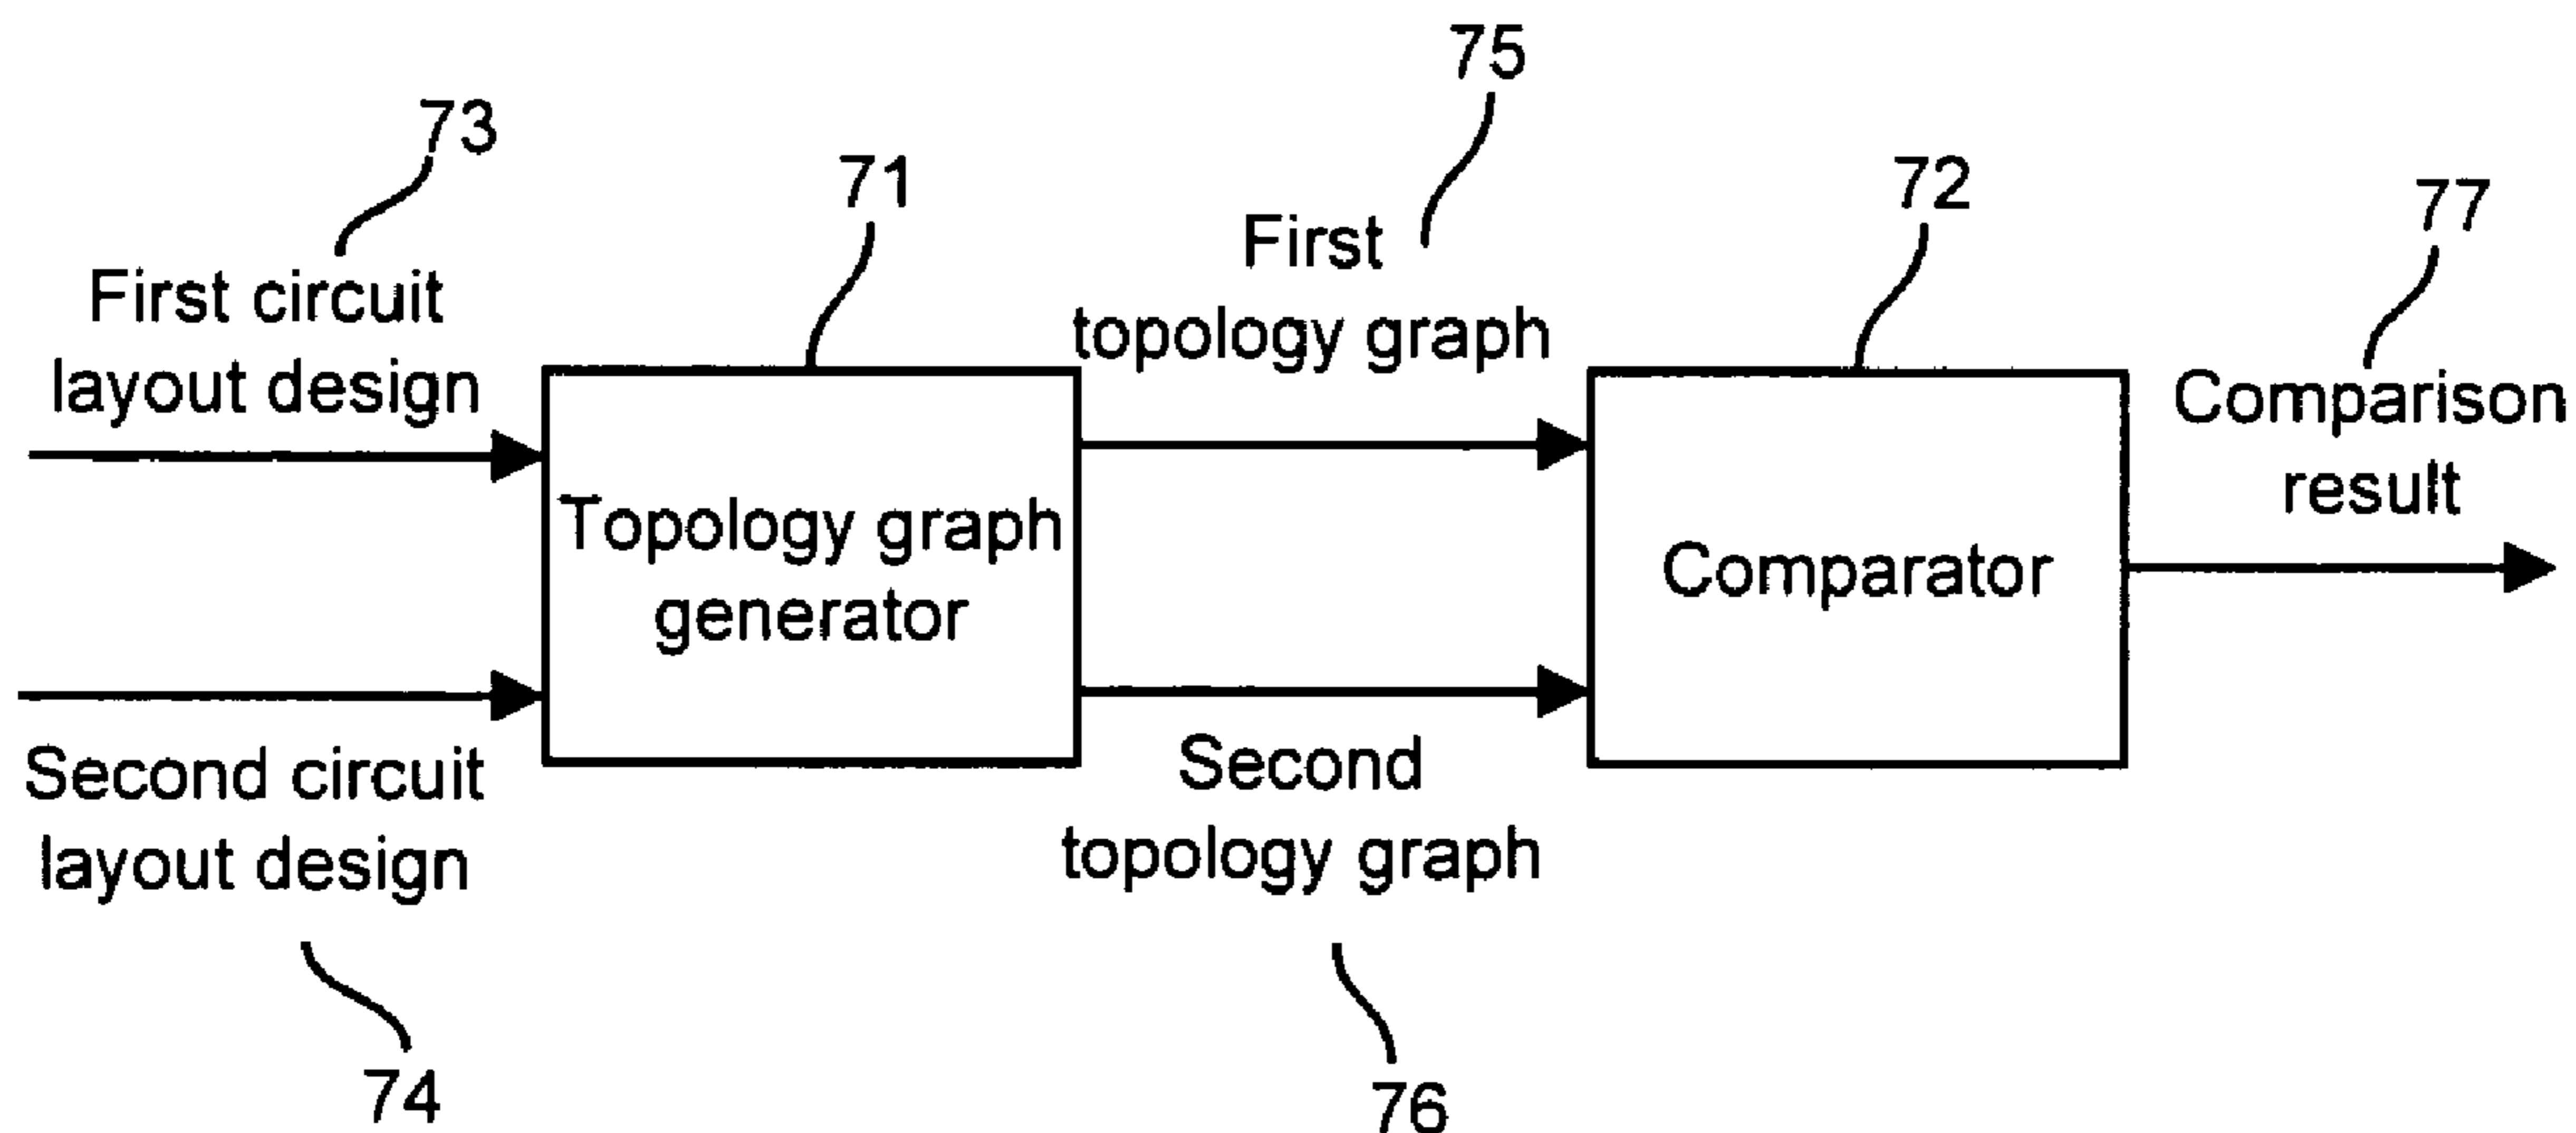 73
First circuit
layout design
71
Topology graph
generator
75
First
topology graph
72
Comparator
77
Comparison
result
Second circuit
layout design
74
Second
topology graph
76